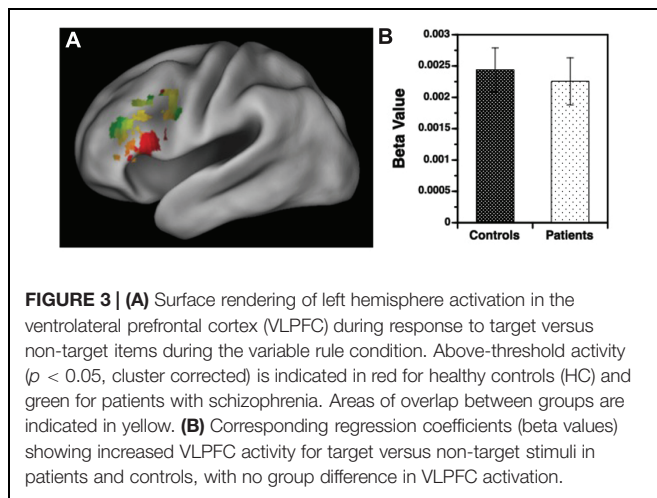 A
B
0.003
0.0025
0.002
0.0015
0.001
0.0005
0
Beta Value
Controls
Patients
FIGURE 3 | (A) Surface rendering of left hemisphere activation in the
ventrolateral prefrontal cortex (VLPFC) during response to target versus
non-target items during the variable rule condition. Above-threshold activity
(p < 0.05, cluster corrected) is indicated in red for healthy controls (HC) and
green for patients with schizophrenia. Areas of overlap between groups are
indicated in yellow. (B) Corresponding regression coefficients (beta values)
showing increased VLPFC activity for target versus non-target stimuli in
patients and controls, with no group difference in VLPFC activation.